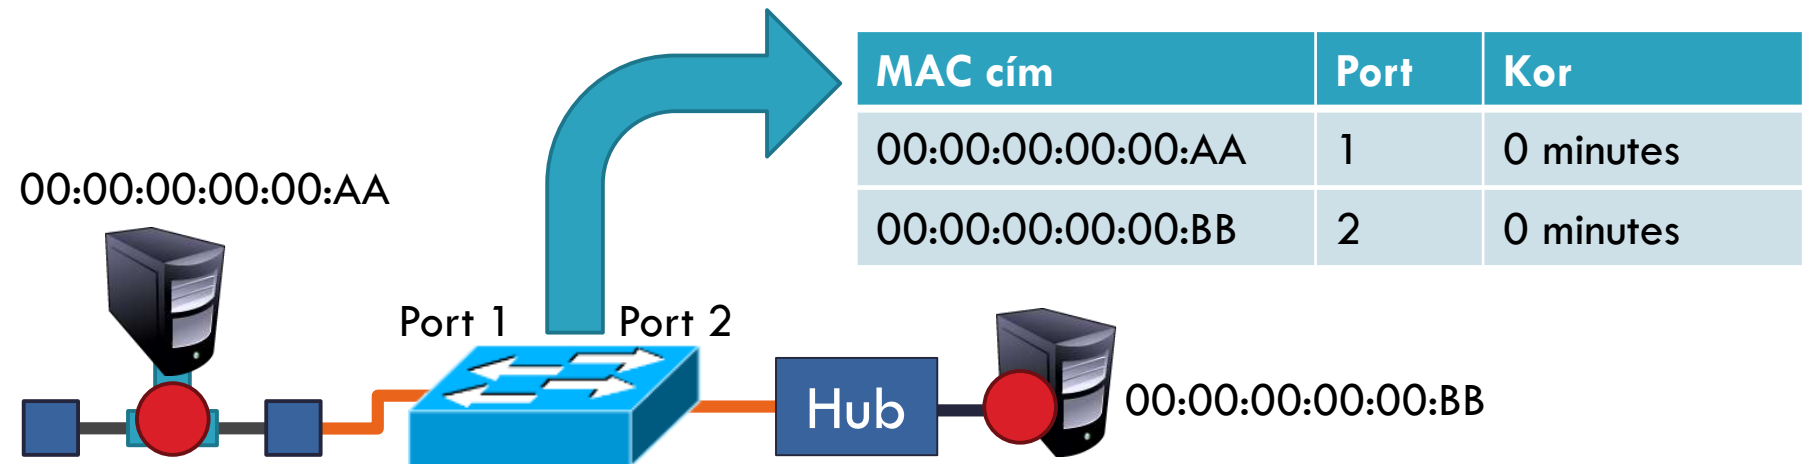 MAC cím Port Kor
00:00:00:00:00:AA 1 0 minutes
00:00:00:00:00:BB 2 0 minutes
00:00:00:00:00:AA
Port 1 Port 2
Hub
00:00:00:00:00:BB